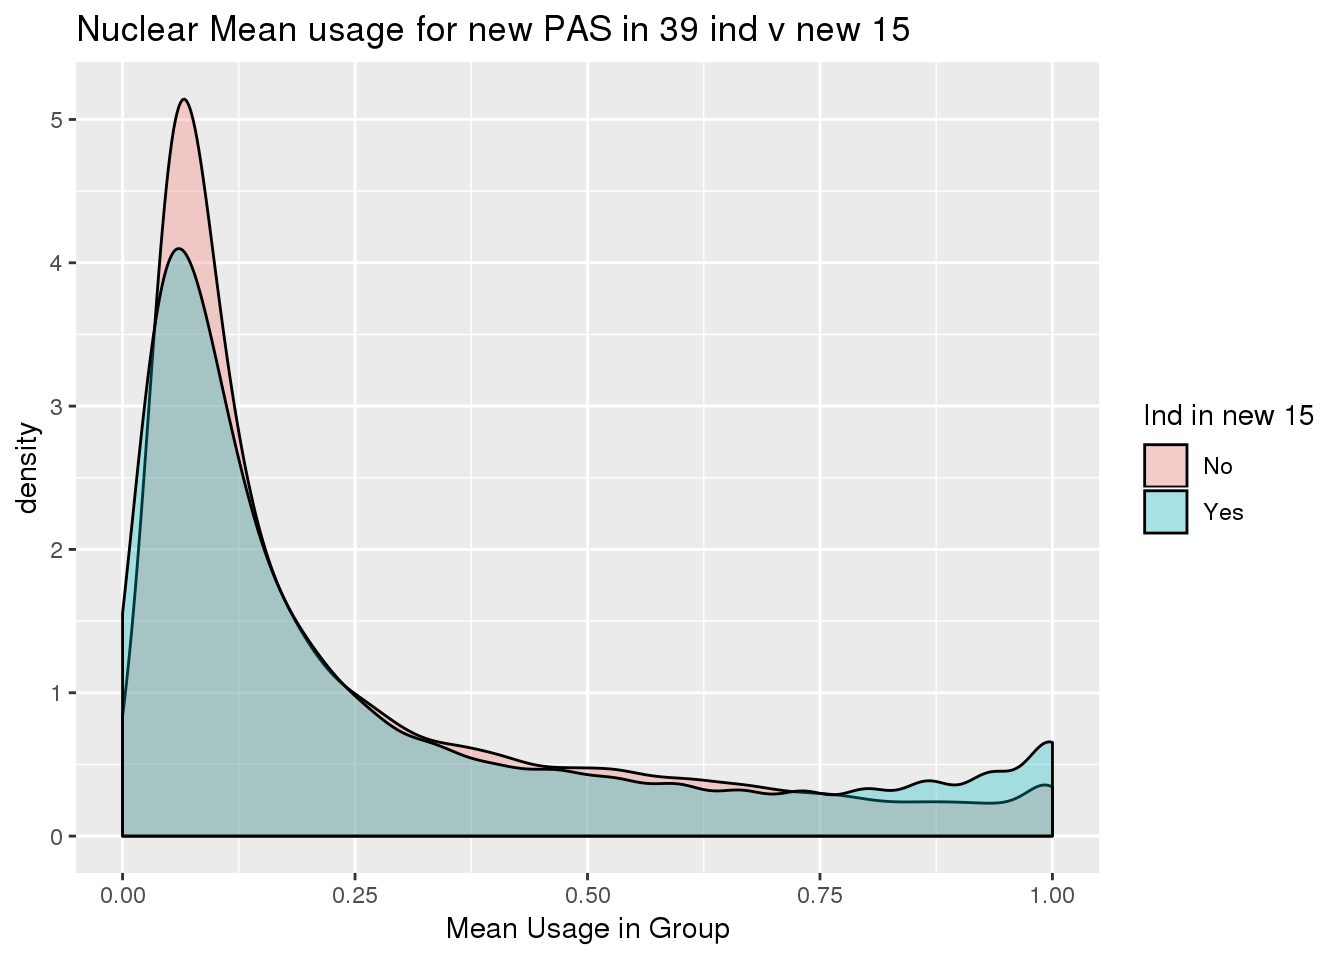 Nuclear Mean usage for new PAS in 39 ind v new 15
density
5
4
3
2
1
0
0.00 0.25 0.50 0.75 1.00
Mean Usage in Group
Ind in new 15
No
Yes